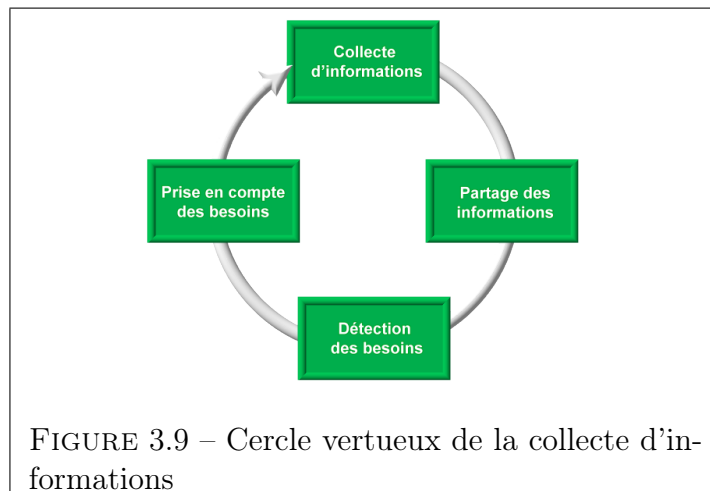 Collecte
d'informations
Prise en compte
des besoins
Partage des
informations
Détection
des besoins
FIGURE 3.9 – Cercle vertueux de la collecte d'in-
formations